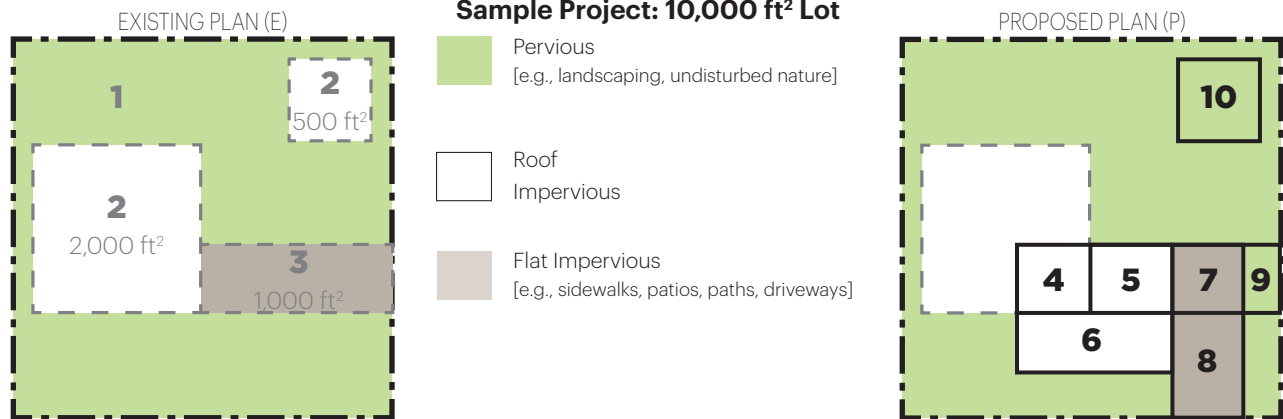 Sample Project: 10,000 ft² Lot
EXISTING PLAN (E)
1
2
500 ft²
2
2,000 ft²
3
1,000 ft²
Pervious
[e.g., landscaping, undisturbed nature]
Roof
Impervious
Flat Impervious
[e.g., sidewalks, patios, paths, driveways]
PROPOSED PLAN (P)
10
4 5 7 9
6
8